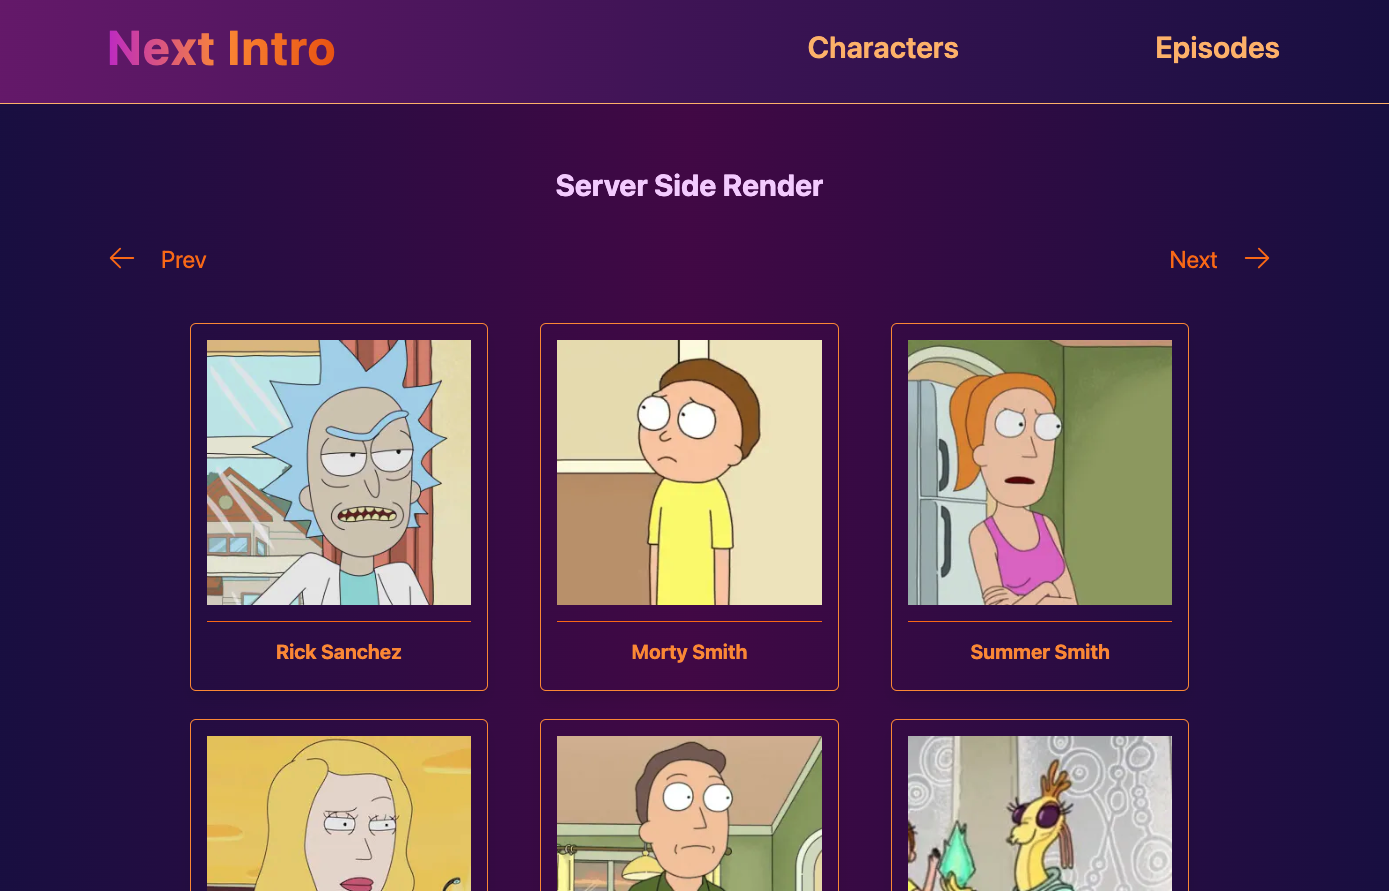 Next Intro
Characters
Episodes
Server Side Render
Prev
Next
Rick Sanchez
Morty Smith
Summer Smith